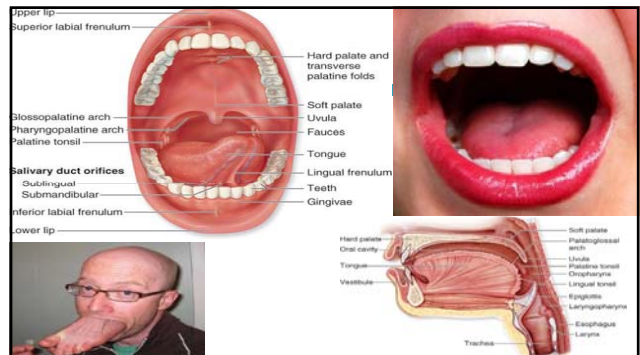 Upper lip
Superior labial frenulum
Hard palate and
transverse
palatine folds
Soft palate
Glossopalatine arch
Uvula
Pharyngopalatine arch
Fauces
Palatine tonsil
Tongue
Salivary duct orifices
Lingual frenulum
Sublingual
Teeth
Submandibular
Gingivae
Inferior labial frenulum
Lower lip
Hard palate
Oral cavity
Tongue
Vestibule
Soft palate
Palatoglossal
arch
Uvula
Palatine tonsil
Oropharynx
Lingual tonsil
Epiglottis
Laryngopharynx
Esophagus
Larynx
Trachea